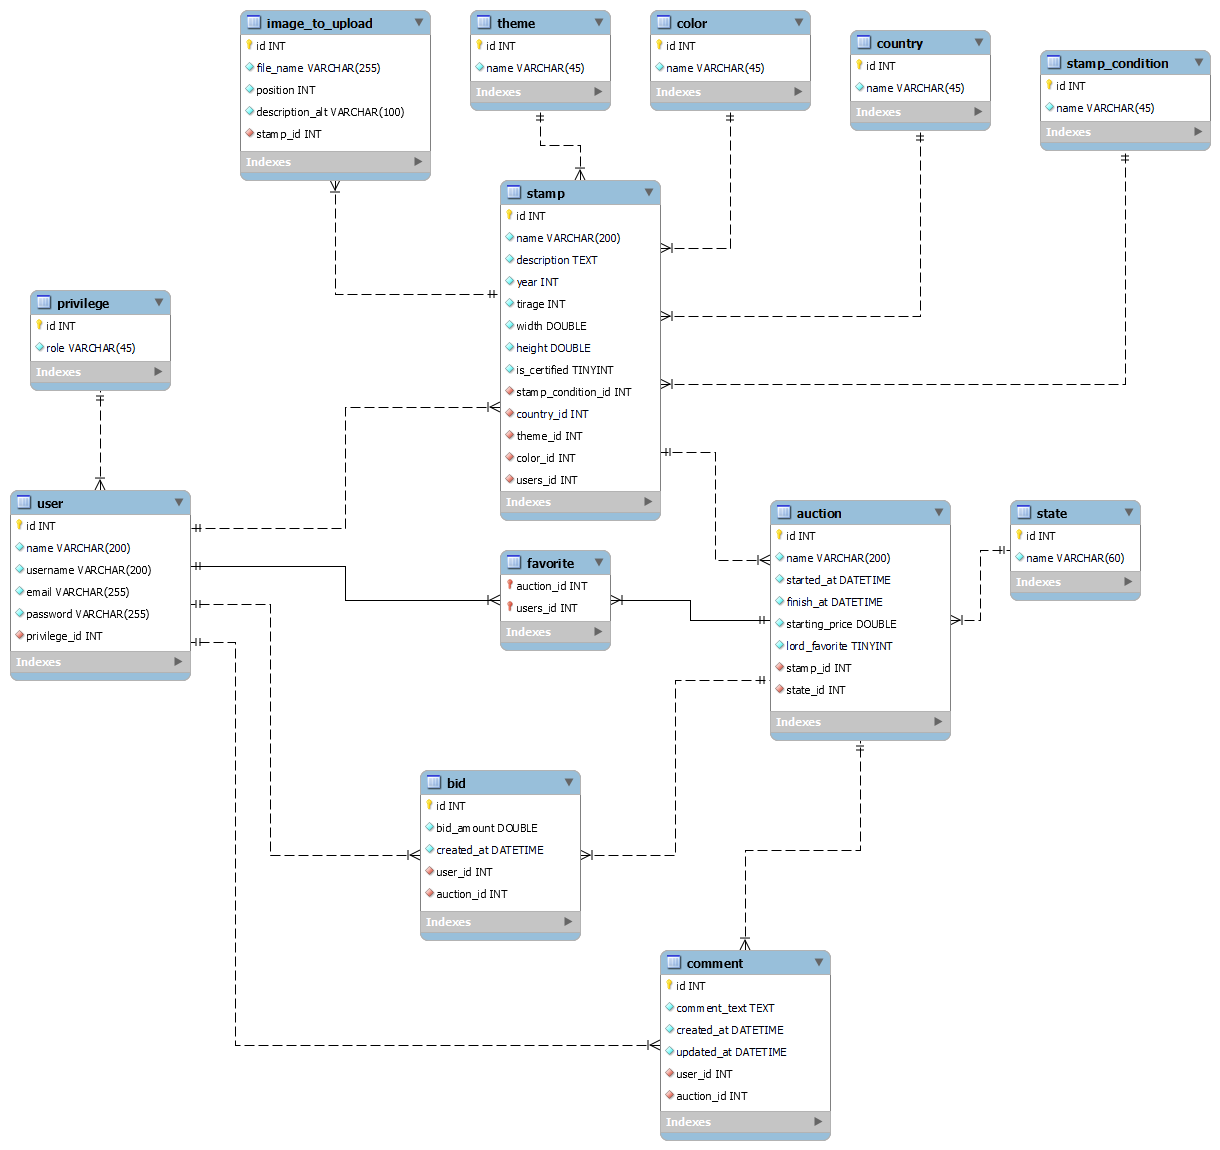 image_to_upload
id INT
file_name VARCHAR(255)
position INT
description_alt VARCHAR(100)
stamp_id INT
Indexes
theme
id INT
name VARCHAR(45)
Indexes
color
id INT
name VARCHAR(45)
Indexes
country
id INT
name VARCHAR(45)
Indexes
stamp_condition
id INT
name VARCHAR(45)
Indexes
stamp
id INT
name VARCHAR(200)
description TEXT
year INT
tirage INT
width DOUBLE
height DOUBLE
is_certified TINYINT
stamp_condition_id INT
country_id INT
theme_id INT
color_id INT
users_id INT
Indexes
privilege
id INT
role VARCHAR(45)
Indexes
user
id INT
name VARCHAR(200)
username VARCHAR(200)
email VARCHAR(255)
password VARCHAR(255)
privilege_id INT
Indexes
favorite
auction_id INT
users_id INT
Indexes
auction
id INT
name VARCHAR(200)
started_at DATETIME
finish_at DATETIME
starting_price DOUBLE
lord_favorite TINYINT
stamp_id INT
state_id INT
Indexes
state
id INT
name VARCHAR(60)
Indexes
bid
id INT
bid_amount DOUBLE
created_at DATETIME
user_id INT
auction_id INT
Indexes
comment
id INT
comment_text TEXT
created_at DATETIME
updated_at DATETIME
user_id INT
auction_id INT
Indexes